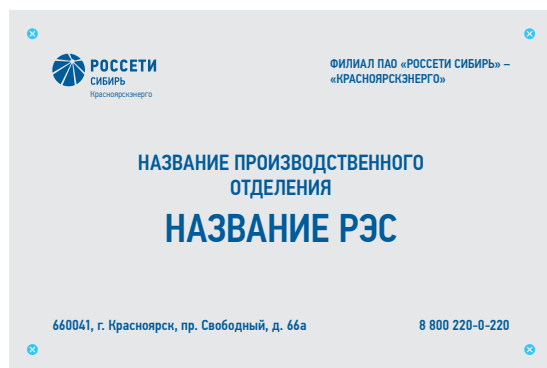 РОССЕТИ
СИБИРЬ
Красноярскэнерго
ФИЛИАЛ ПАО «РОССЕТИ СИБИРЬ» –
«КРАСНОЯРСКЭНЕРГО»
НАЗВАНИЕ ПРОИЗВОДСТВЕННОГО
ОТДЕЛЕНИЯ
НАЗВАНИЕ РЭС
660041, г. Красноярск, пр. Свободный, д. 66а
8 800 220-0-220